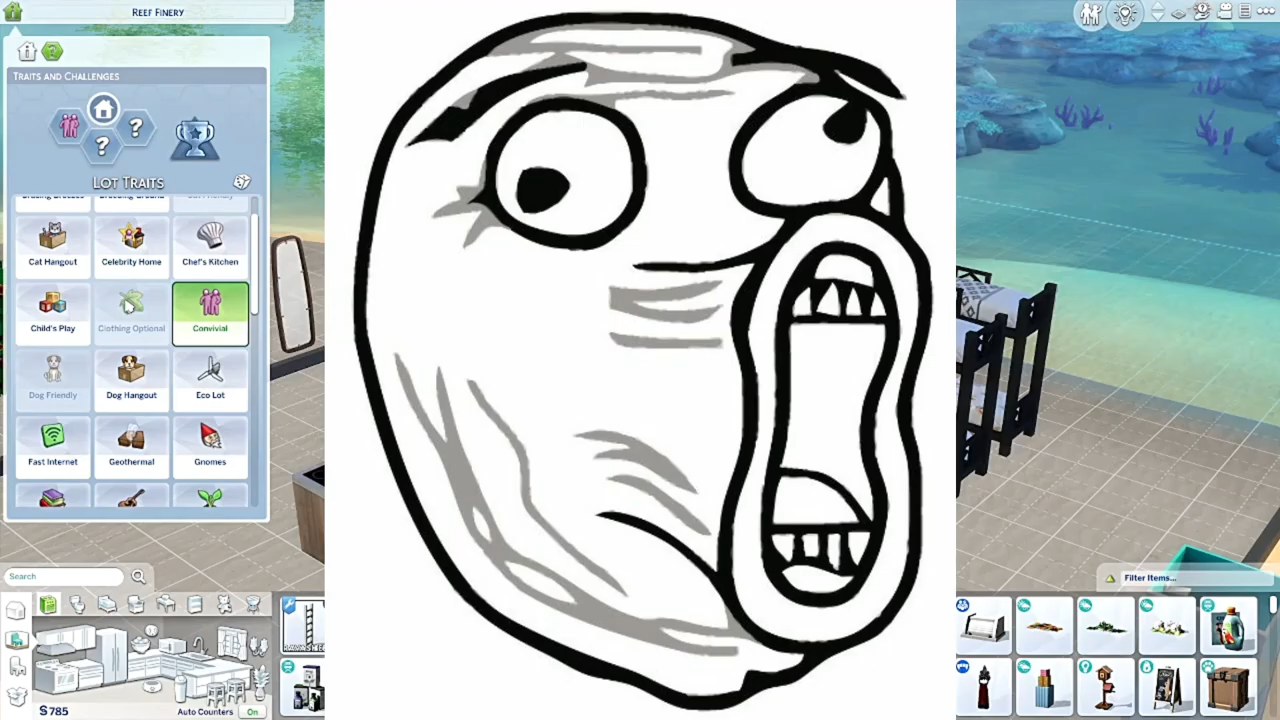 REEF FINERY
TRAITS AND CHALLENGES
? 
?
?
LOT TRAITS
Cat Hangout Celebrity Home Chef's Kitchen
Child's Play Clothing Optional Convivial
Dog Friendly Dog Hangout Eco Lot
Fast Internet Geothermal Gnomes
Search
Filter Items...
§785 Auto Counters On